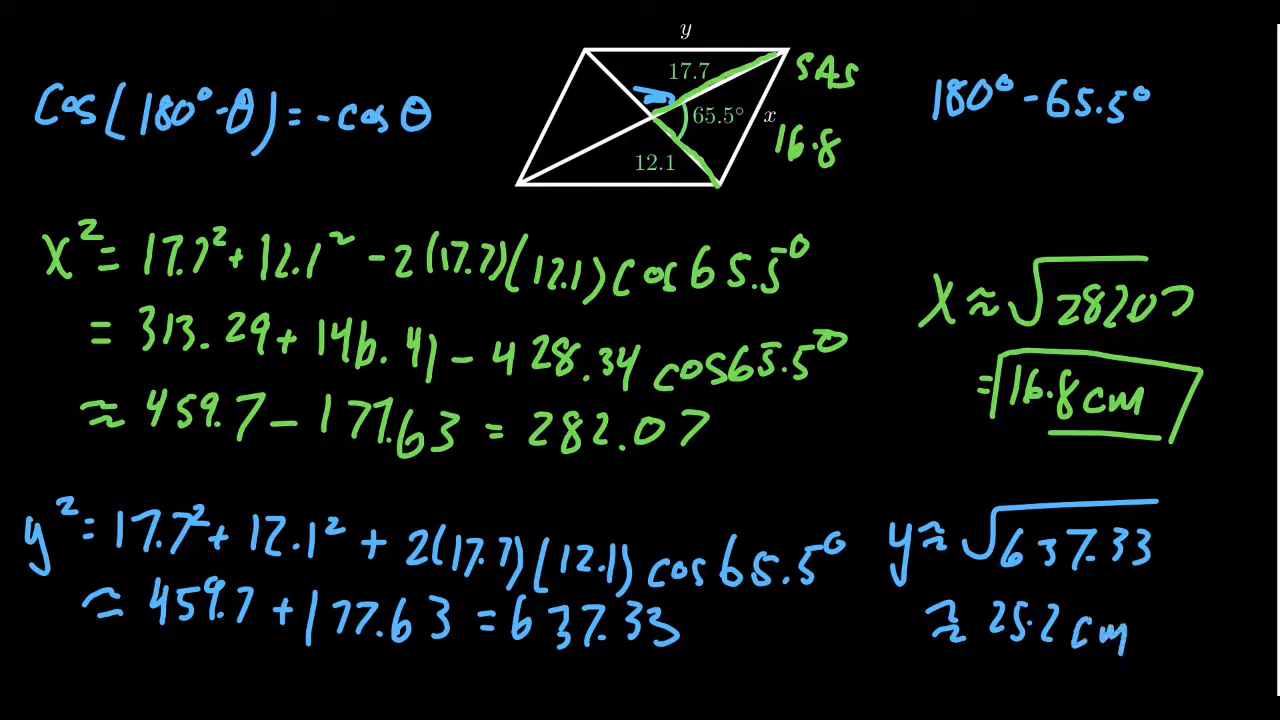 y
cos(180° - θ) = -cos θ
17.7
SAS
180° - 65.5°
65.5°
x
16.8
12.1
x² = 17.7² + 12.1² - 2(17.7)(12.1) cos 65.5°
= 313.29 + 146.41 - 428.34 cos 65.5°
≈ 459.7 - 177.63 = 282.07
x ≈ √28207
= 16.8 cm
y² = 17.7² + 12.1² + 2(17.7)(12.1) cos 65.5°
≈ 459.7 + 177.63 = 637.33
y ≈ √637.33
≈ 25.2 cm